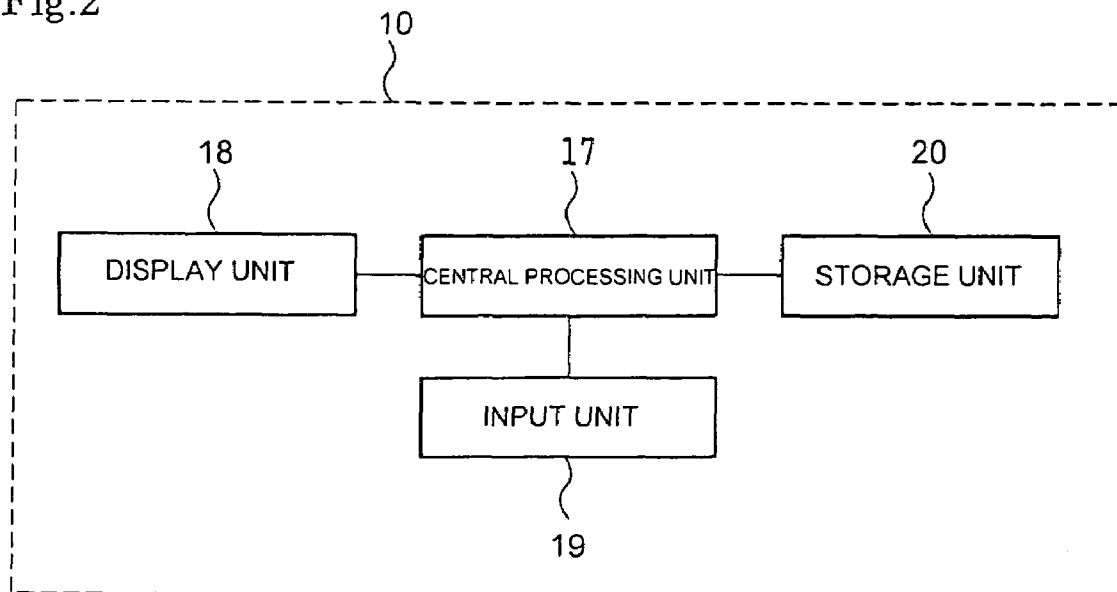 Fig.2
10
18
17
20
DISPLAY UNIT
CENTRAL PROCESSING UNIT
STORAGE UNIT
INPUT UNIT
19